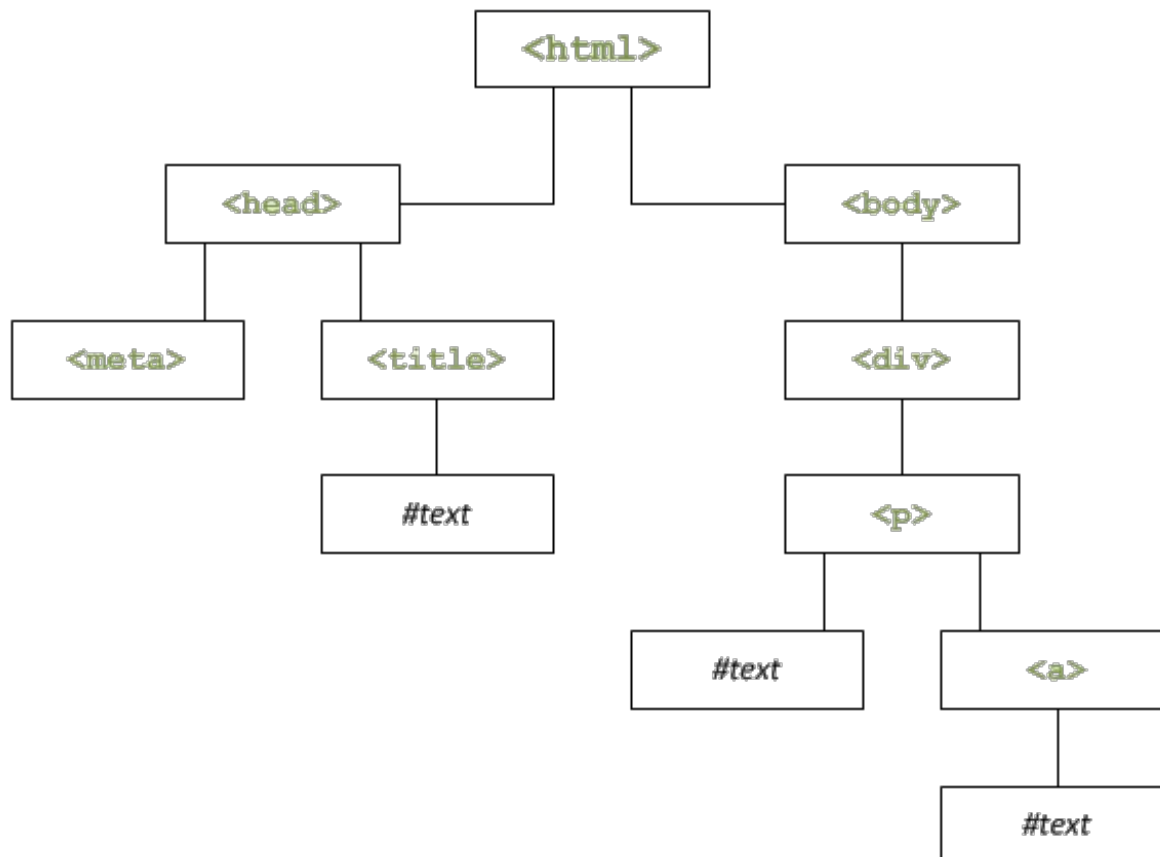 <html>
<head>
<body>
<meta>
<title>
<div>
#text
<p>
#text
<a>
#text